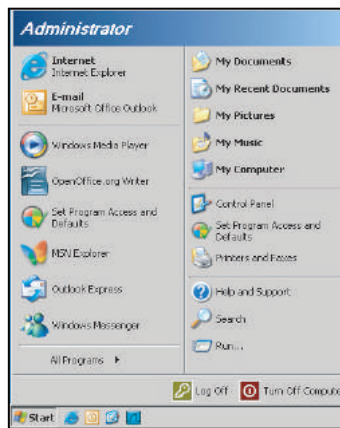 Administrator
Internet
Internet Explorer
E-mail
Microsoft Office Outlook
Windows Media Player
OpenOffice.org Writer
Set Program Access and
Defaults
MSN Explorer
Outlook Express
Windows Messenger
All Programs
My Documents
My Recent Documents
My Pictures
My Music
My Computer
Control Panel
Set Program Access and
Defaults
Printers and Faxes
Help and Support
Search
Run...
Log Off
Turn Off Compute
Start